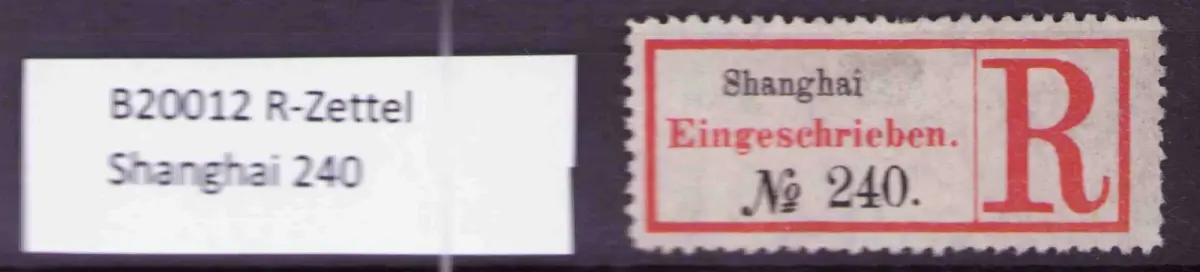 B20012 R-Zettel
Shanghai 240
Shanghai
Eingeschrieben.
№ 240.
R